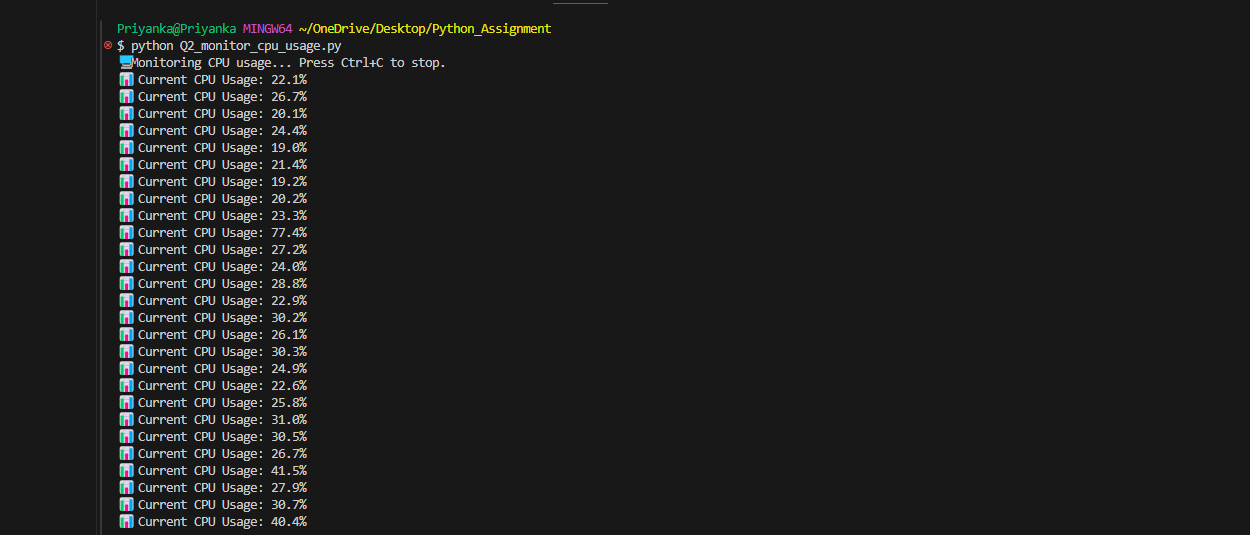 Priyanka@Priyanka MINGW64 ~/OneDrive/Desktop/Python_Assignment
$ python Q2_monitor_cpu_usage.py
💻Monitoring CPU usage... Press Ctrl+C to stop.
📊 Current CPU Usage: 22.1%
📊 Current CPU Usage: 26.7%
📊 Current CPU Usage: 20.1%
📊 Current CPU Usage: 24.4%
📊 Current CPU Usage: 19.0%
📊 Current CPU Usage: 21.4%
📊 Current CPU Usage: 19.2%
📊 Current CPU Usage: 20.2%
📊 Current CPU Usage: 23.3%
📊 Current CPU Usage: 77.4%
📊 Current CPU Usage: 27.2%
📊 Current CPU Usage: 24.0%
📊 Current CPU Usage: 28.8%
📊 Current CPU Usage: 22.9%
📊 Current CPU Usage: 30.2%
📊 Current CPU Usage: 26.1%
📊 Current CPU Usage: 30.3%
📊 Current CPU Usage: 24.9%
📊 Current CPU Usage: 22.6%
📊 Current CPU Usage: 25.8%
📊 Current CPU Usage: 31.0%
📊 Current CPU Usage: 30.5%
📊 Current CPU Usage: 26.7%
📊 Current CPU Usage: 41.5%
📊 Current CPU Usage: 27.9%
📊 Current CPU Usage: 30.7%
📊 Current CPU Usage: 40.4%